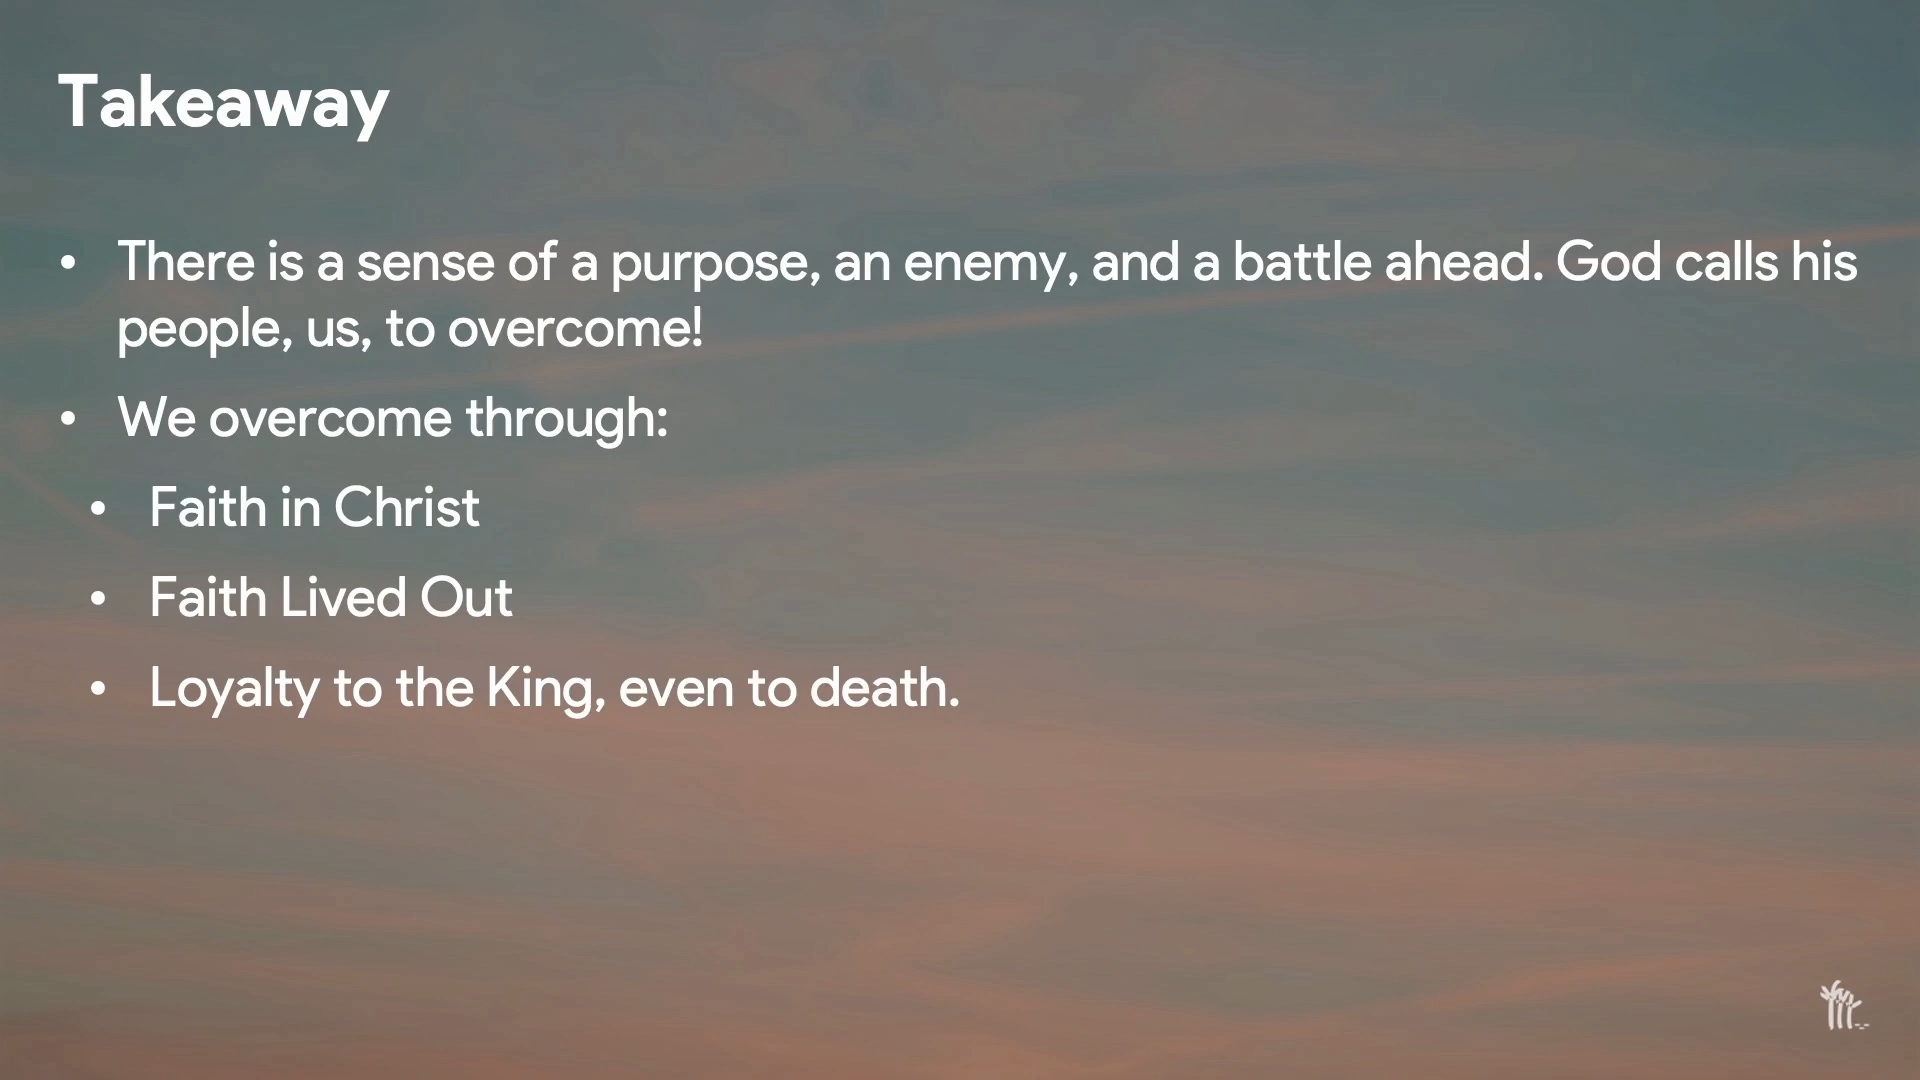 Takeaway
• There is a sense of a purpose, an enemy, and a battle ahead. God calls his
people, us, to overcome!
• We overcome through:
• Faith in Christ
• Faith Lived Out
• Loyalty to the King, even to death.